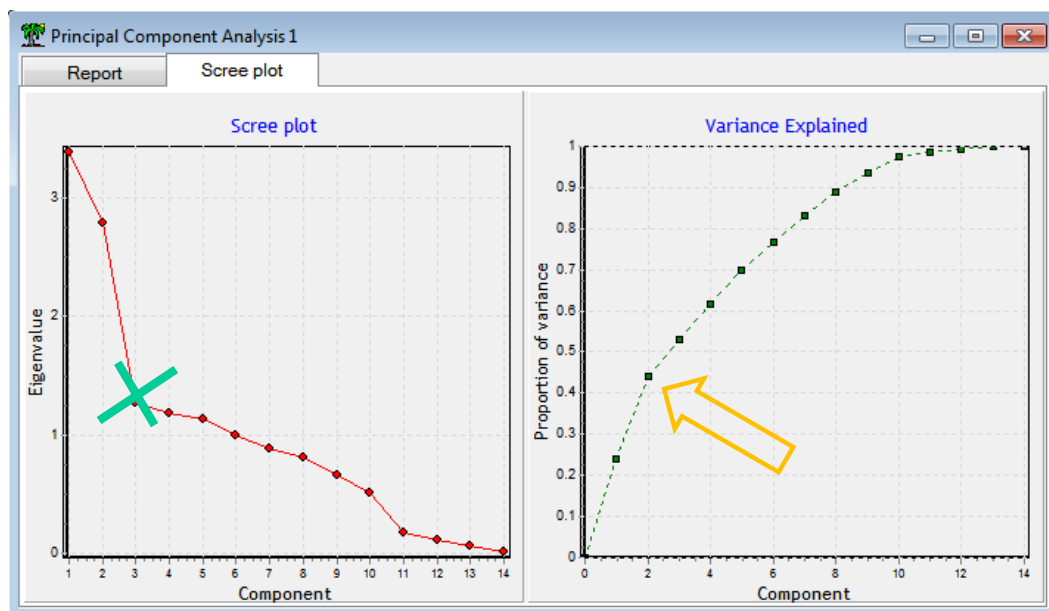 Principal Component Analysis 1
Report
Scree plot
Scree plot
Eigenvalue
3
2
1
0
1 2 3 4 5 6 7 8 9 10 11 12 13 14
Component
Variance Explained
Proportion of variance
1
0.9
0.8
0.7
0.6
0.5
0.4
0.3
0.2
0.1
0
0 2 4 6 8 10 12 14
Component